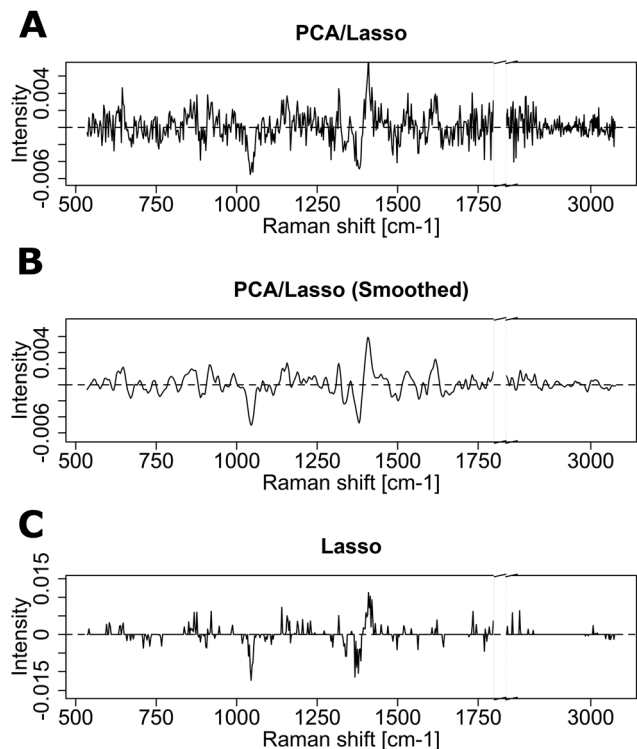 A
PCA/Lasso
Intensity
0.004
-0.006
500 750 1000 1250 1500 1750 3000
Raman shift [cm-1]
B
PCA/Lasso (Smoothed)
Intensity
0.004
-0.006
500 750 1000 1250 1500 1750 3000
Raman shift [cm-1]
C
Lasso
Intensity
0.015
0
-0.015
500 750 1000 1250 1500 1750 3000
Raman shift [cm-1]